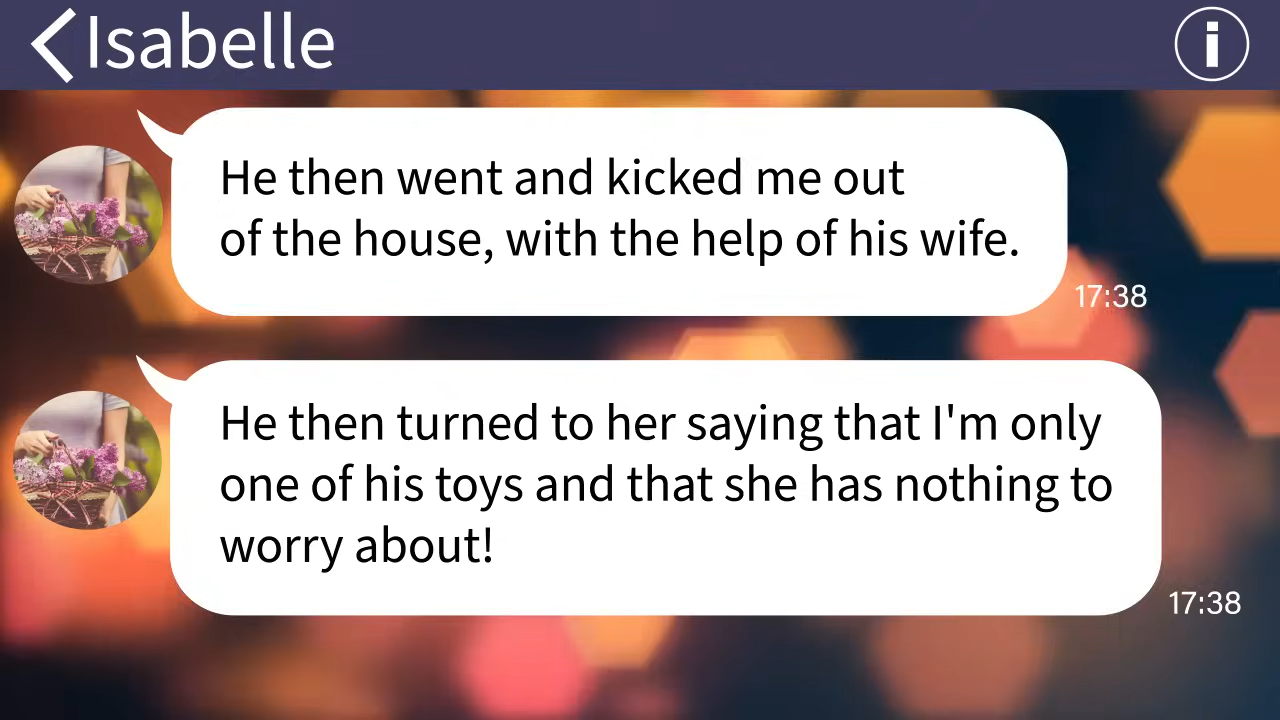 Isabelle
He then went and kicked me out
of the house, with the help of his wife.
17:38
He then turned to her saying that I'm only
one of his toys and that she has nothing to
worry about!
17:38